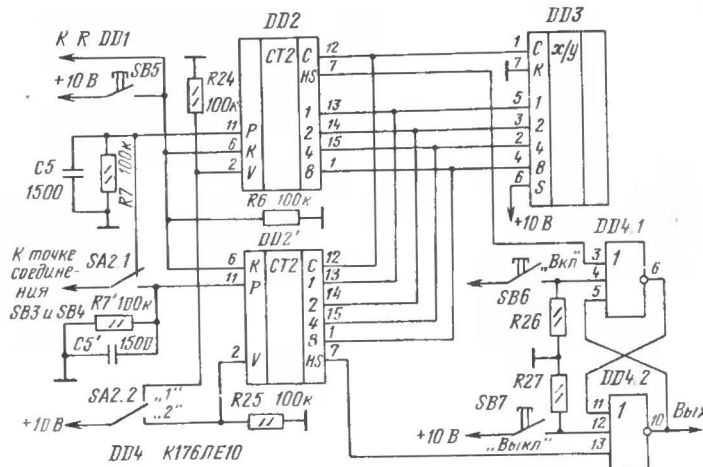 DD2
DD3
K R DD1
+10 В
SB5
R24
100к
CT2
C
HS
12
7
1
7
C
K
x/y
11
6
2
P
K
V
1
2
4
8
13
14
15
1
5
3
2
4
6
1
2
4
8
S
C5
1500
R7 100к
R6 100к
+10 В
DD2'
DD4.1
К точке
соедине-
ния
SB3 и SB4
SA2.1
R7' 100к
C5' 1500
6
11
2
K
P
V
CT2
C
1
2
4
8
HS
12
13
14
15
1
7
„Вкл"
SB6
3
4
5
1
6
R26
R27
DD4.2
SA2.2
„1"
„2"
+10 В
R25
100к
SB7
+10 В
„Выкл"
11
12
13
1
10
Вых
DD4 К176ЛЕ10